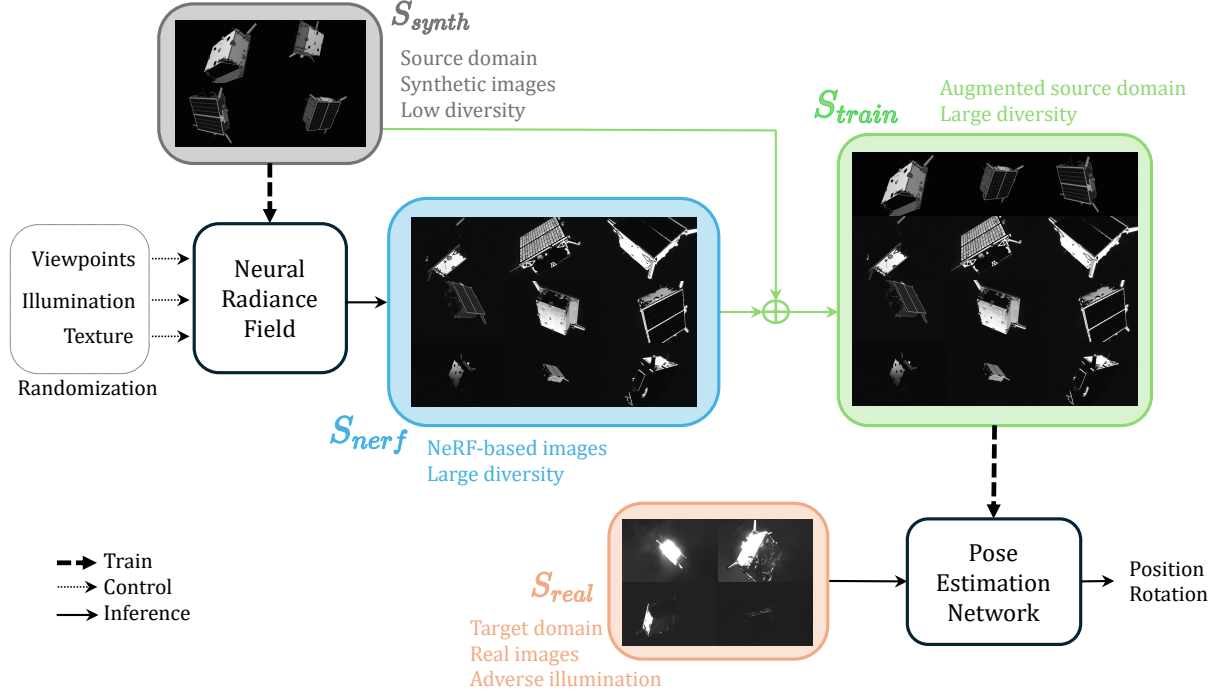 S_synth
Source domain
Synthetic images
Low diversity
Augmented source domain
Large diversity
S_train
Viewpoints
Illumination
Texture
Randomization
Neural
Radiance
Field
S_nerf
NeRF-based images
Large diversity
Train
Control
Inference
S_real
Target domain
Real images
Adverse illumination
Pose
Estimation
Network
Position
Rotation